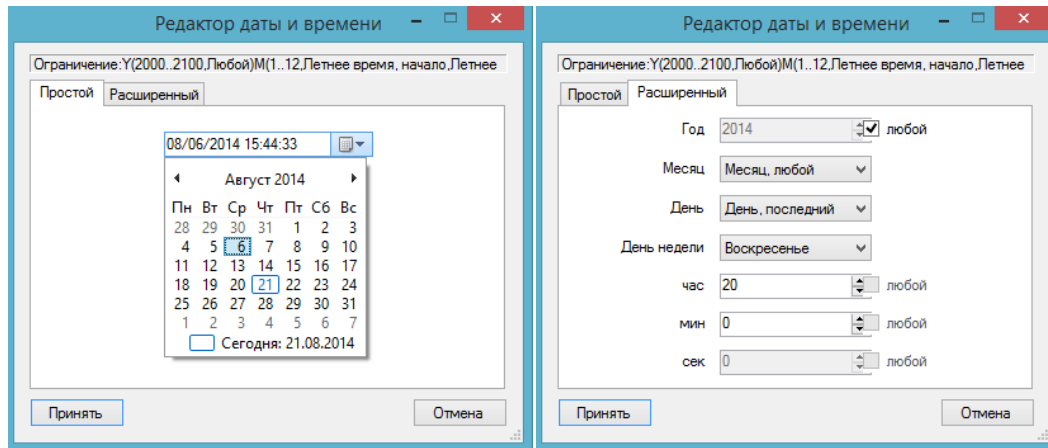 Редактор даты и времени
Ограничение:Y(2000..2100,Любой)M(1..12,Летнее время, начало,Летнее
Простой Расширенный
08/06/2014 15:44:33
Август 2014
Пн Вт Ср Чт Пт Сб Вс
28 29 30 31 1 2 3
4 5 6 7 8 9 10
11 12 13 14 15 16 17
18 19 20 21 22 23 24
25 26 27 28 29 30 31
1 2 3 4 5 6 7
Сегодня: 21.08.2014
Принять Отмена
Редактор даты и времени
Ограничение:Y(2000..2100,Любой)M(1..12,Летнее время, начало,Летнее
Простой Расширенный
Год 2014 любой
Месяц Месяц, любой
День День, последний
День недели Воскресенье
час 20 любой
мин 0 любой
сек 0 любой
Принять Отмена